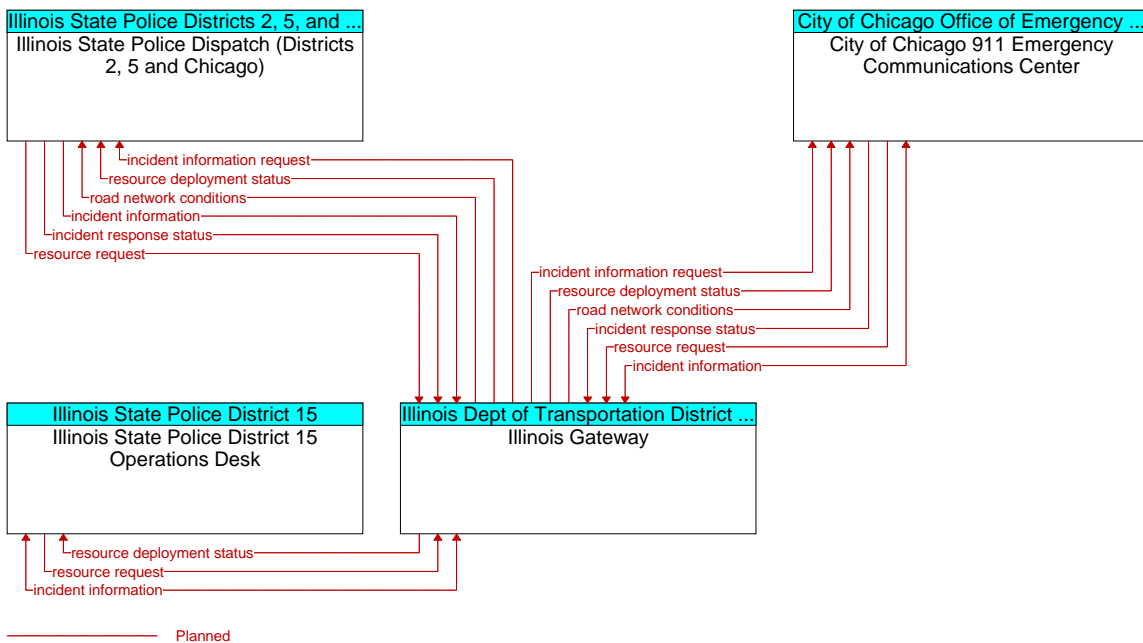 Illinois State Police Districts 2, 5, and ...
Illinois State Police Dispatch (Districts
2, 5 and Chicago)
City of Chicago Office of Emergency ...
City of Chicago 911 Emergency
Communications Center
incident information request
resource deployment status
road network conditions
incident information
incident response status
resource request
incident information request
resource deployment status
road network conditions
incident response status
resource request
incident information
Illinois State Police District 15
Illinois State Police District 15
Operations Desk
Illinois Dept of Transportation District ...
Illinois Gateway
resource deployment status
resource request
incident information
Planned